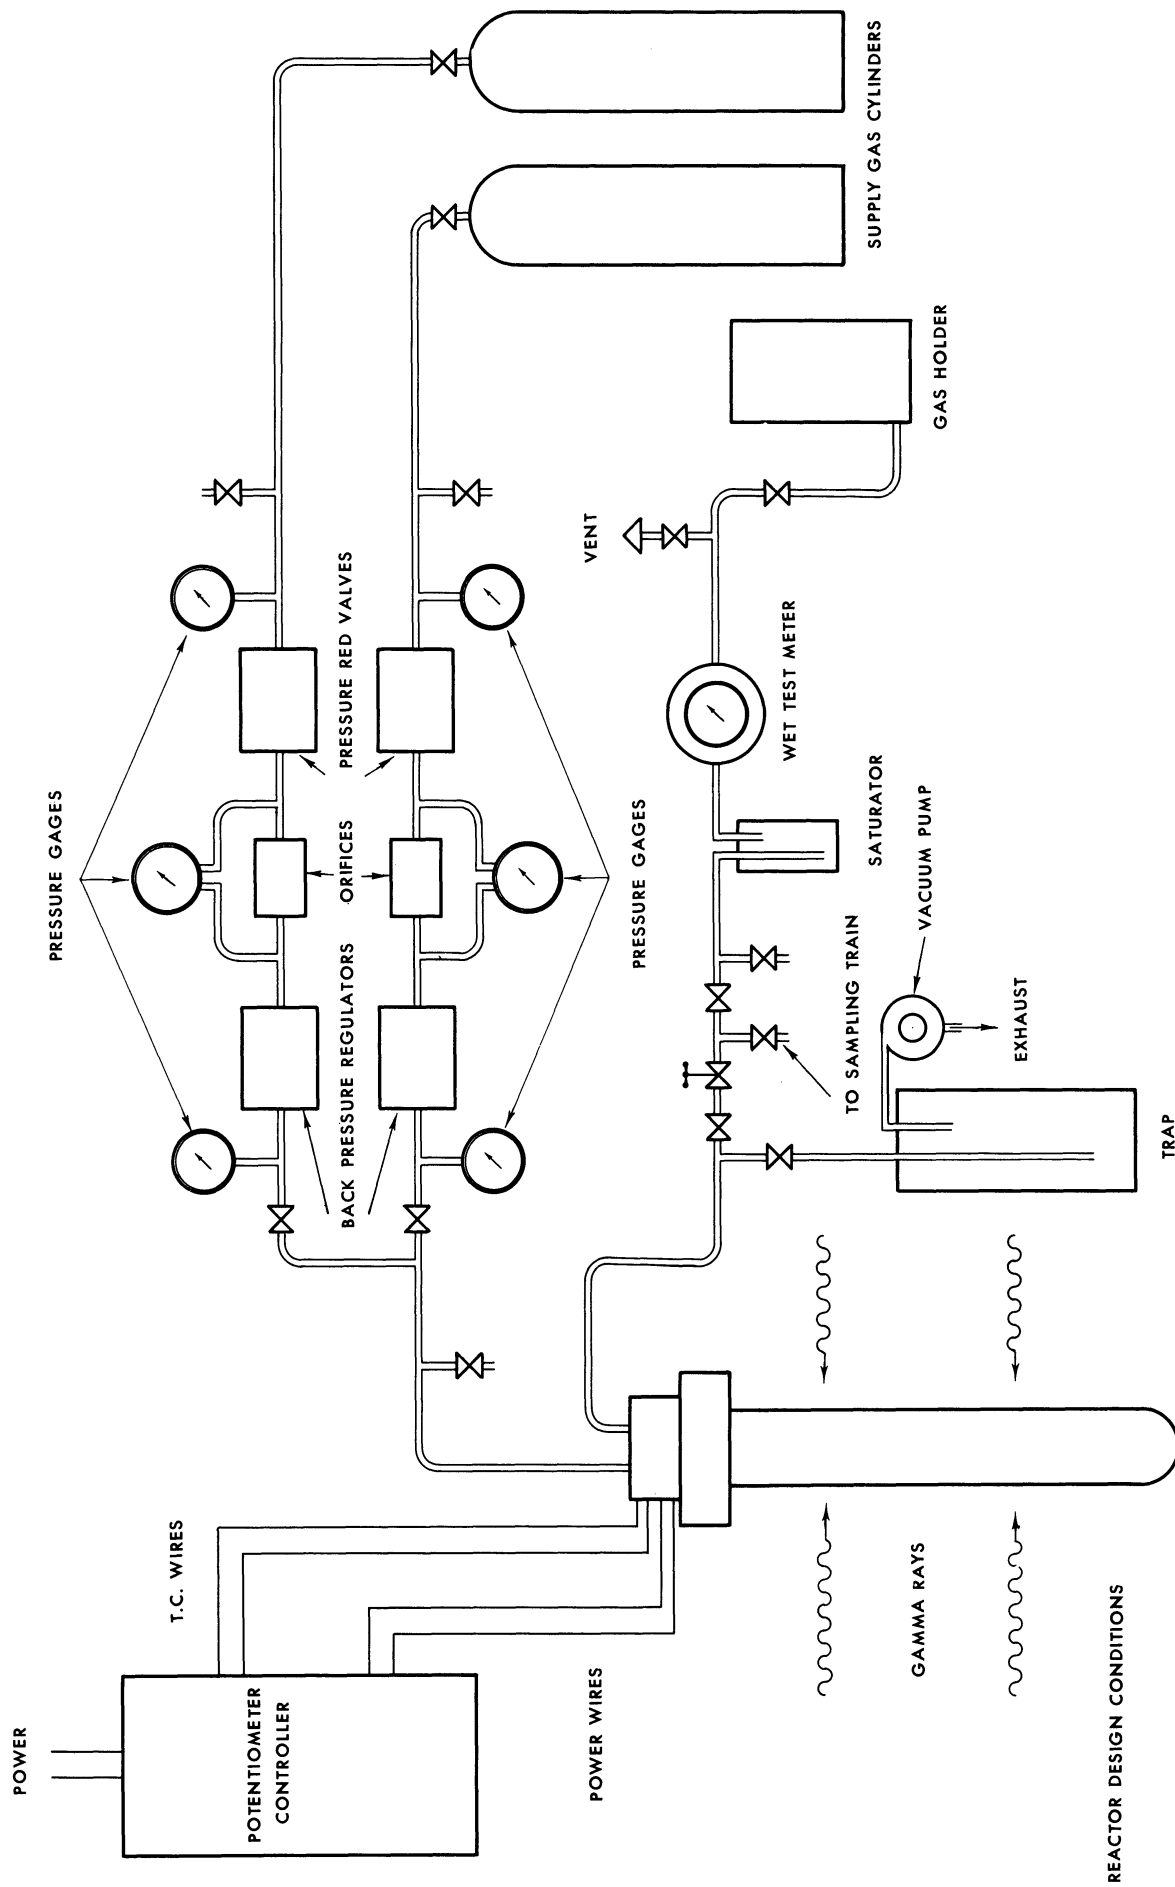 POWER
POTENTIOMETER
CONTROLLER
T.C. WIRES
POWER WIRES
PRESSURE GAGES
BACK PRESSURE REGULATORS
ORIFICES
PRESSURE RED VALVES
PRESSURE GAGES
SUPPLY GAS CYLINDERS
VENT
GAS HOLDER
WET TEST METER
SATURATOR
VACUUM PUMP
TO SAMPLING TRAIN
EXHAUST
TRAP
GAMMA RAYS
REACTOR DESIGN CONDITIONS